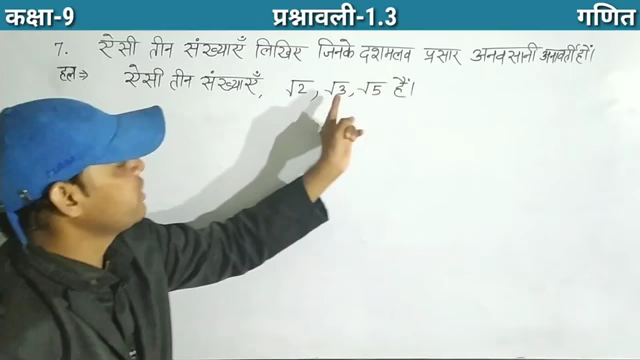 कक्षा-9 प्रश्नावली-1.3 गणित
7. ऐसी तीन संख्याएँ लिखिए जिनके दशमलव प्रसार अनवसानी अनावर्ती हों।
हल⇒ ऐसी तीन संख्याएँ, √2, √3, √5 हैं।